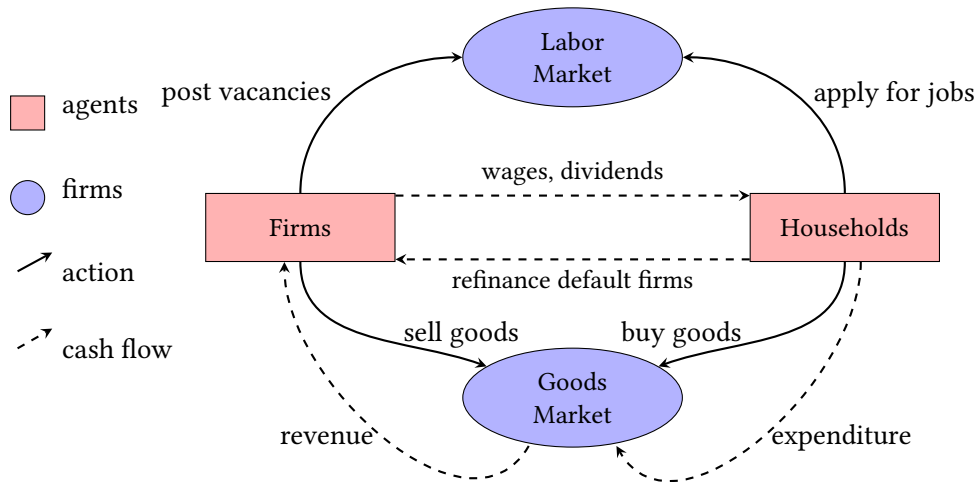 Labor
Market
post vacancies
apply for jobs
agents
wages, dividends
firms
Firms
Households
action
refinance default firms
sell goods
buy goods
cash flow
Goods
Market
revenue
expenditure